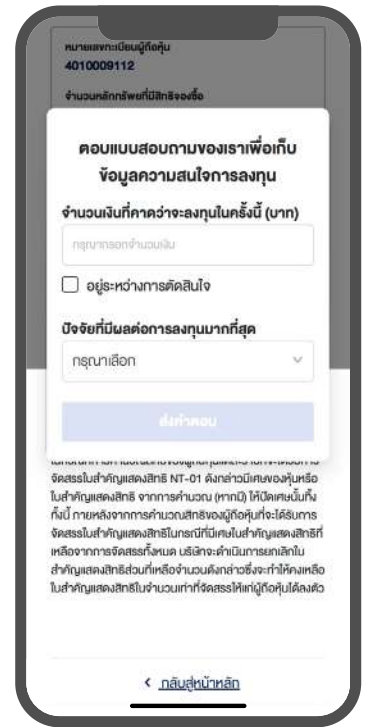 หมายเลขทะเบียนผู้ถือหุ้น
4010009112
จำนวนหลักทรัพย์ที่มีสิทธิจองซื้อ
ตอบแบบสอบถามของเราเพื่อเก็บ
ข้อมูลความสนใจการลงทุน
จำนวนเงินที่คาดว่าจะลงทุนในครั้งนี้ (บาท)
กรุณากรอกจำนวนเงิน
อยู่ระหว่างการตัดสินใจ
ปัจจัยที่มีผลต่อการลงทุนมากที่สุด
กรุณาเลือก
ส่งคำตอบ
จัดสรรใบสำคัญแสดงสิทธิ NT-01 ดังกล่าวมีเศษของหุ้นหรือ
ใบสำคัญแสดงสิทธิ จากการคำนวณ (หากมี) ให้ปัดเศษนั้นทิ้ง
ทั้งนี้ ภายหลังจากการคำนวณสิทธิของผู้ถือหุ้นที่จะได้รับการ
จัดสรรใบสำคัญแสดงสิทธิในกรณีที่มีเศษใบสำคัญแสดงสิทธิที่
เหลือจากการจัดสรรทั้งหมด บริษัทจะดำเนินการยกเลิกใบ
สำคัญแสดงสิทธิส่วนที่เหลือจำนวนดังกล่าวซึ่งจะทำให้คงเหลือ
ใบสำคัญแสดงสิทธิในจำนวนเท่าที่จัดสรรให้แก่ผู้ถือหุ้นได้ลงตัว
กลับสู่หน้าหลัก